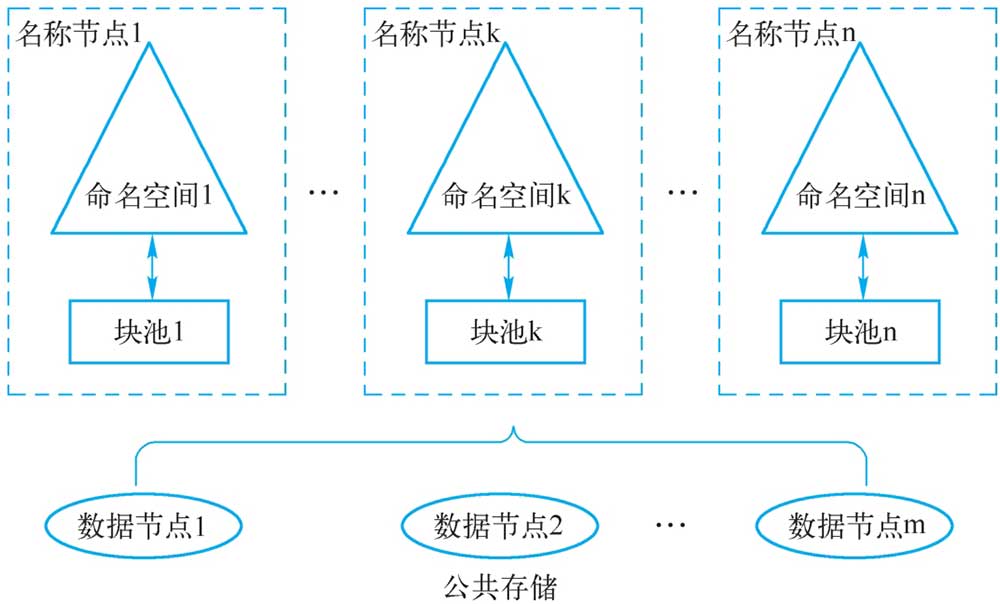 名称节点1
名称节点k
名称节点n
命名空间1
…
命名空间k
…
命名空间n
块池1
块池k
块池n
数据节点1
数据节点2
…
数据节点m
公共存储